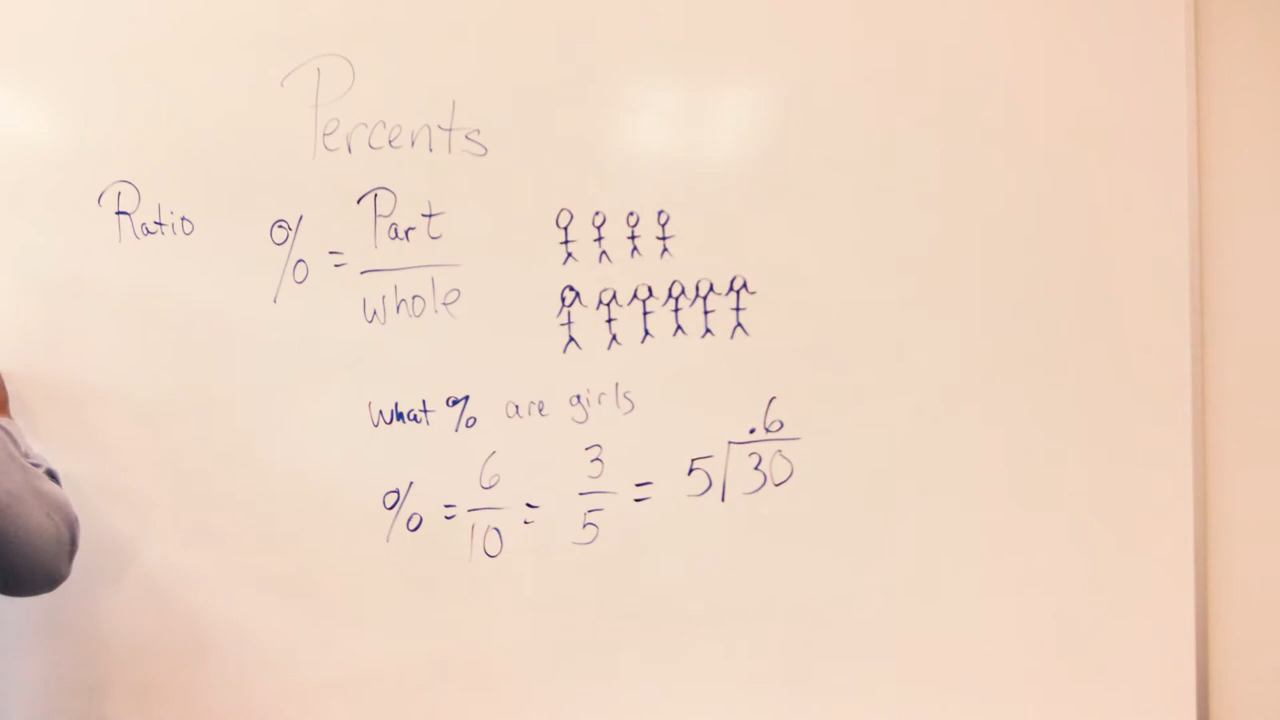 Percents
Ratio % = Part / whole
What % are girls
% = 6/10 = 3/5 = 5)30 .6